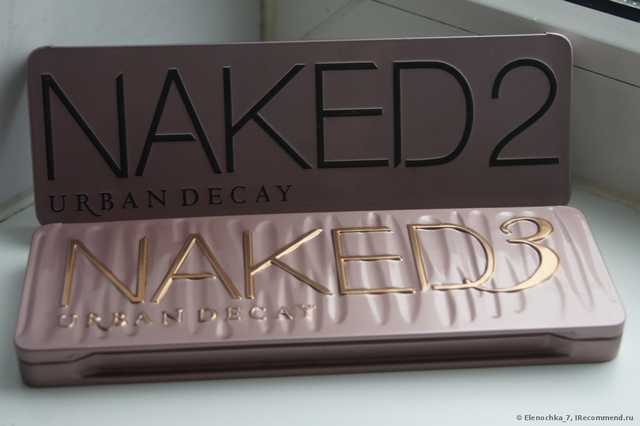 NAKED2
URBAN DECAY
NAKED3
URBAN DECAY
© Elenochka_7, IRecommend.ru